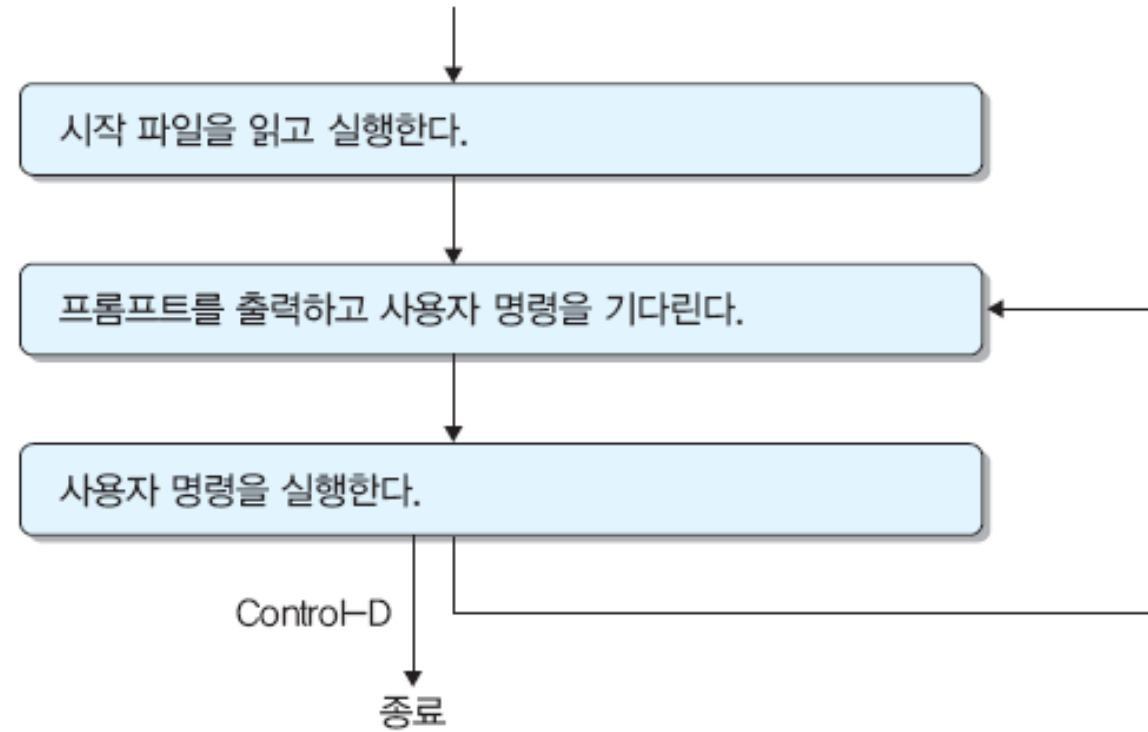 시작 파일을 읽고 실행한다.
프롬프트를 출력하고 사용자 명령을 기다린다.
사용자 명령을 실행한다.
Control-D
종료